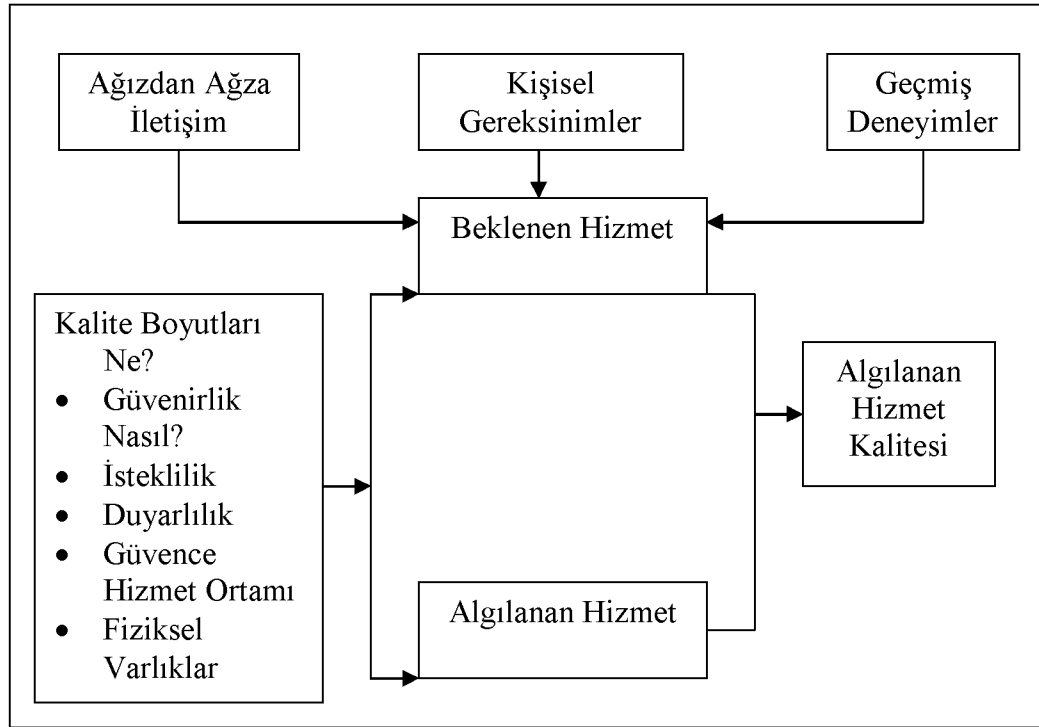 Ağızdan Ağza
İletişim
Kişisel
Gereksinimler
Geçmiş
Deneyimler
Beklenen Hizmet
Kalite Boyutları
Ne?
• Güvenirlik
Nasıl?
• İsteklilik
• Duyarlılık
• Güvence
Hizmet Ortamı
• Fiziksel
Varlıklar
Algılanan
Hizmet
Kalitesi
Algılanan Hizmet